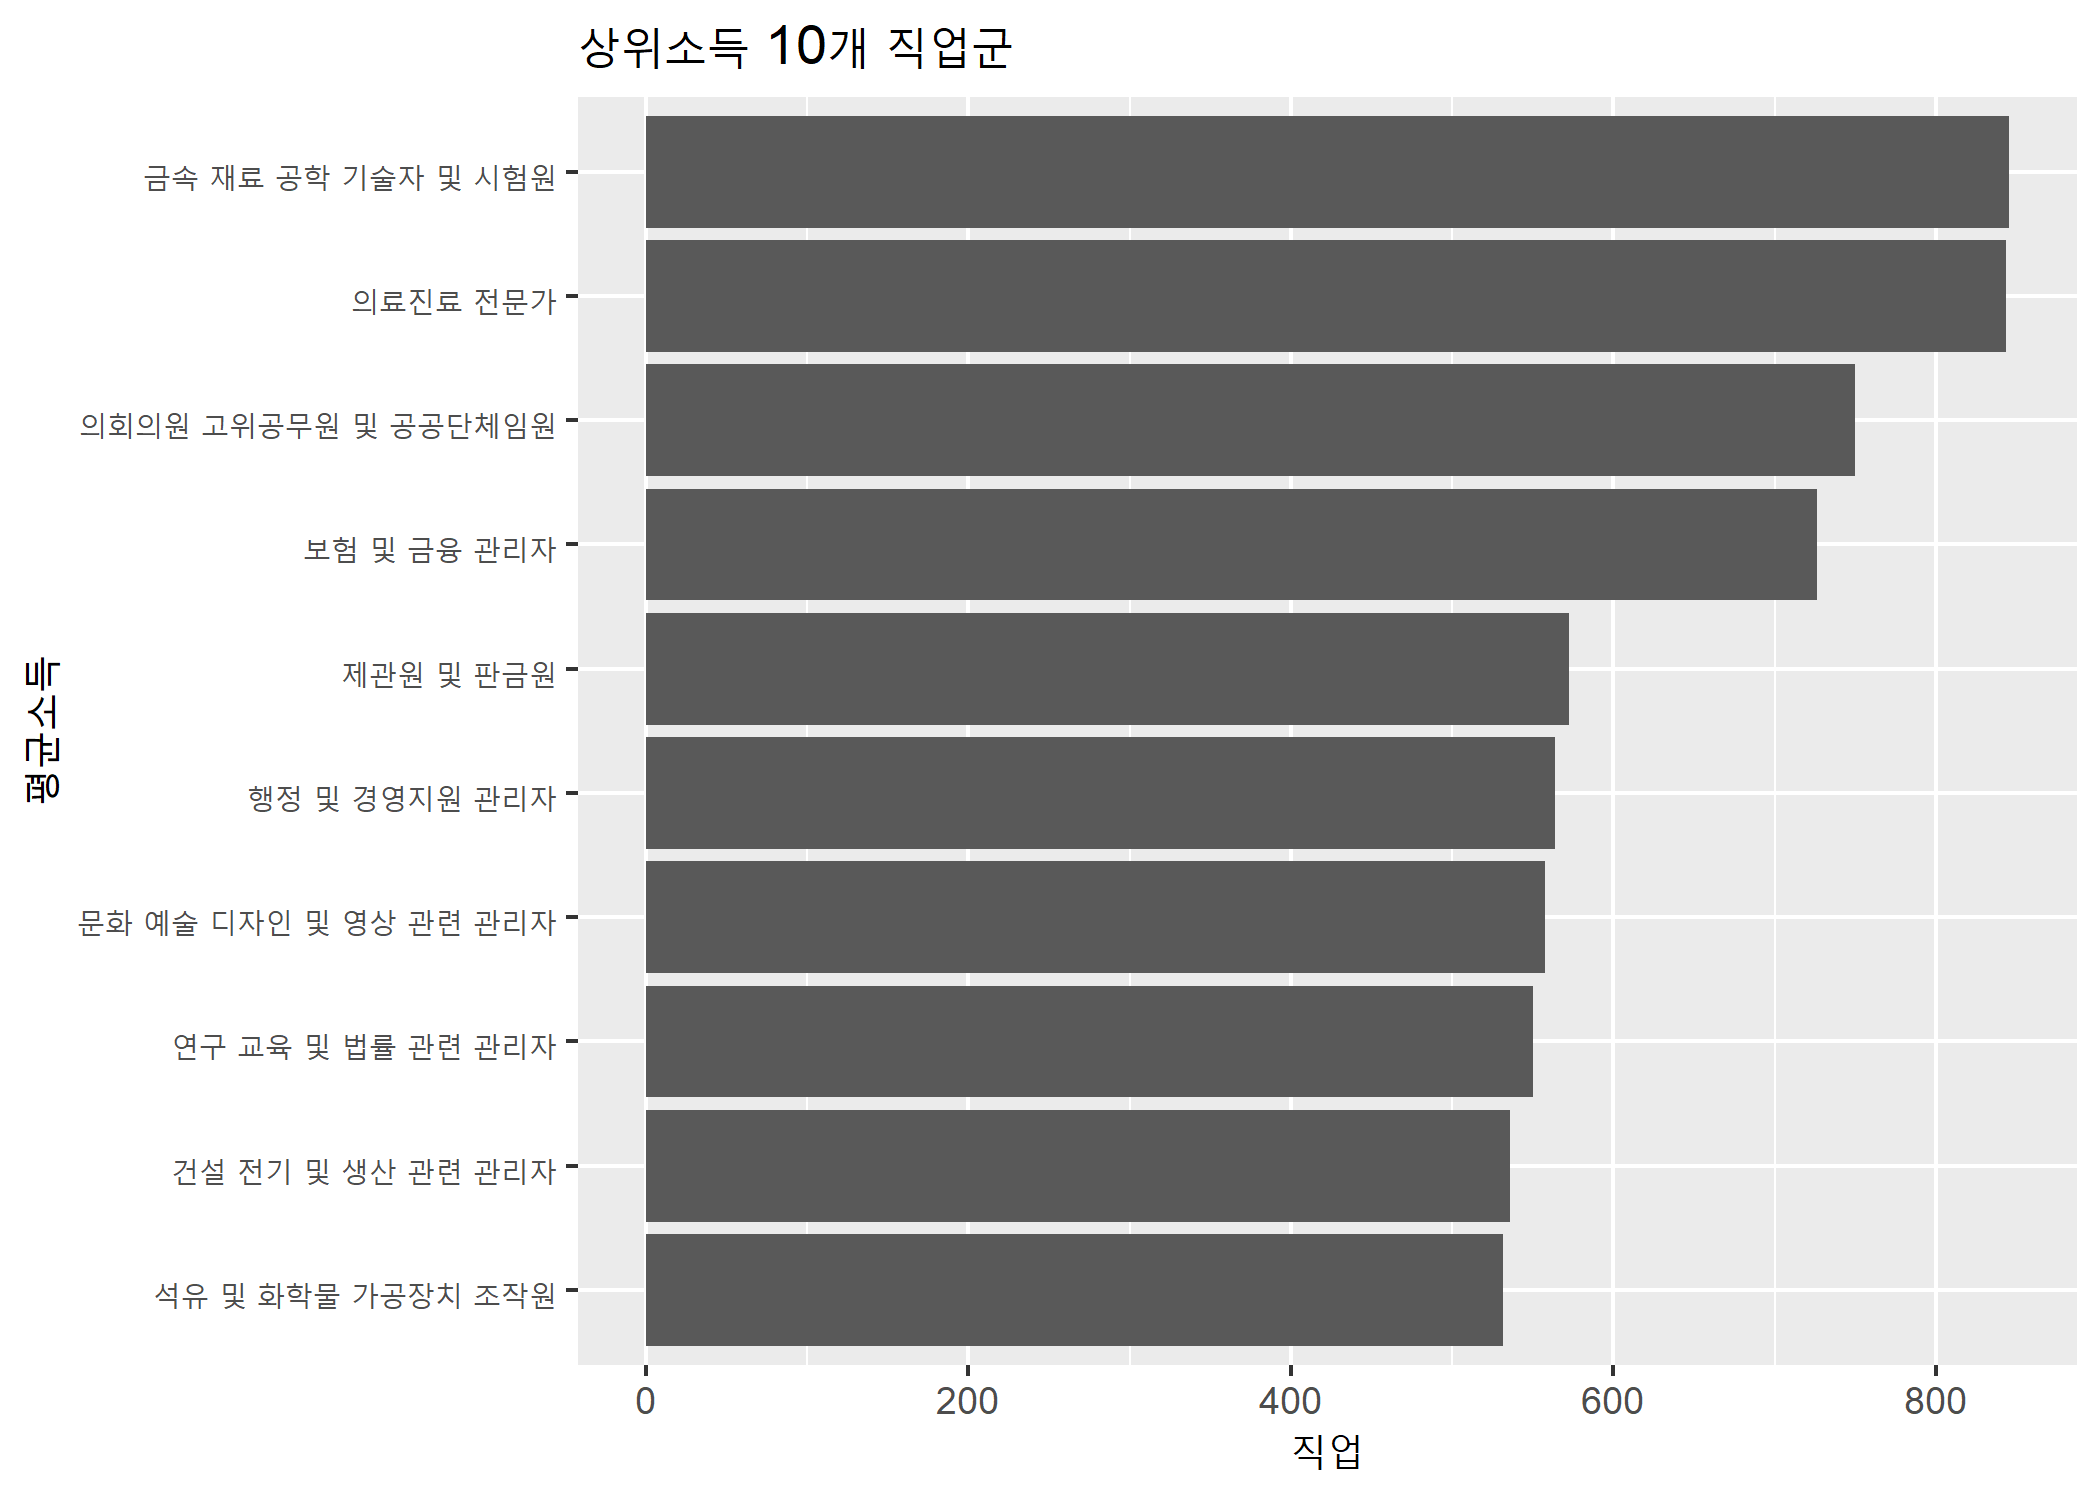 상위소득 10개 직업군
금속 재료 공학 기술자 및 시험원
의료진료 전문가
의회의원 고위공무원 및 공공단체임원
보험 및 금융 관리자
제관원 및 판금원
행정 및 경영지원 관리자
문화 예술 디자인 및 영상 관련 관리자
연구 교육 및 법률 관련 관리자
건설 전기 및 생산 관련 관리자
석유 및 화학물 가공장치 조작원
평균소득
0 200 400 600 800
직업